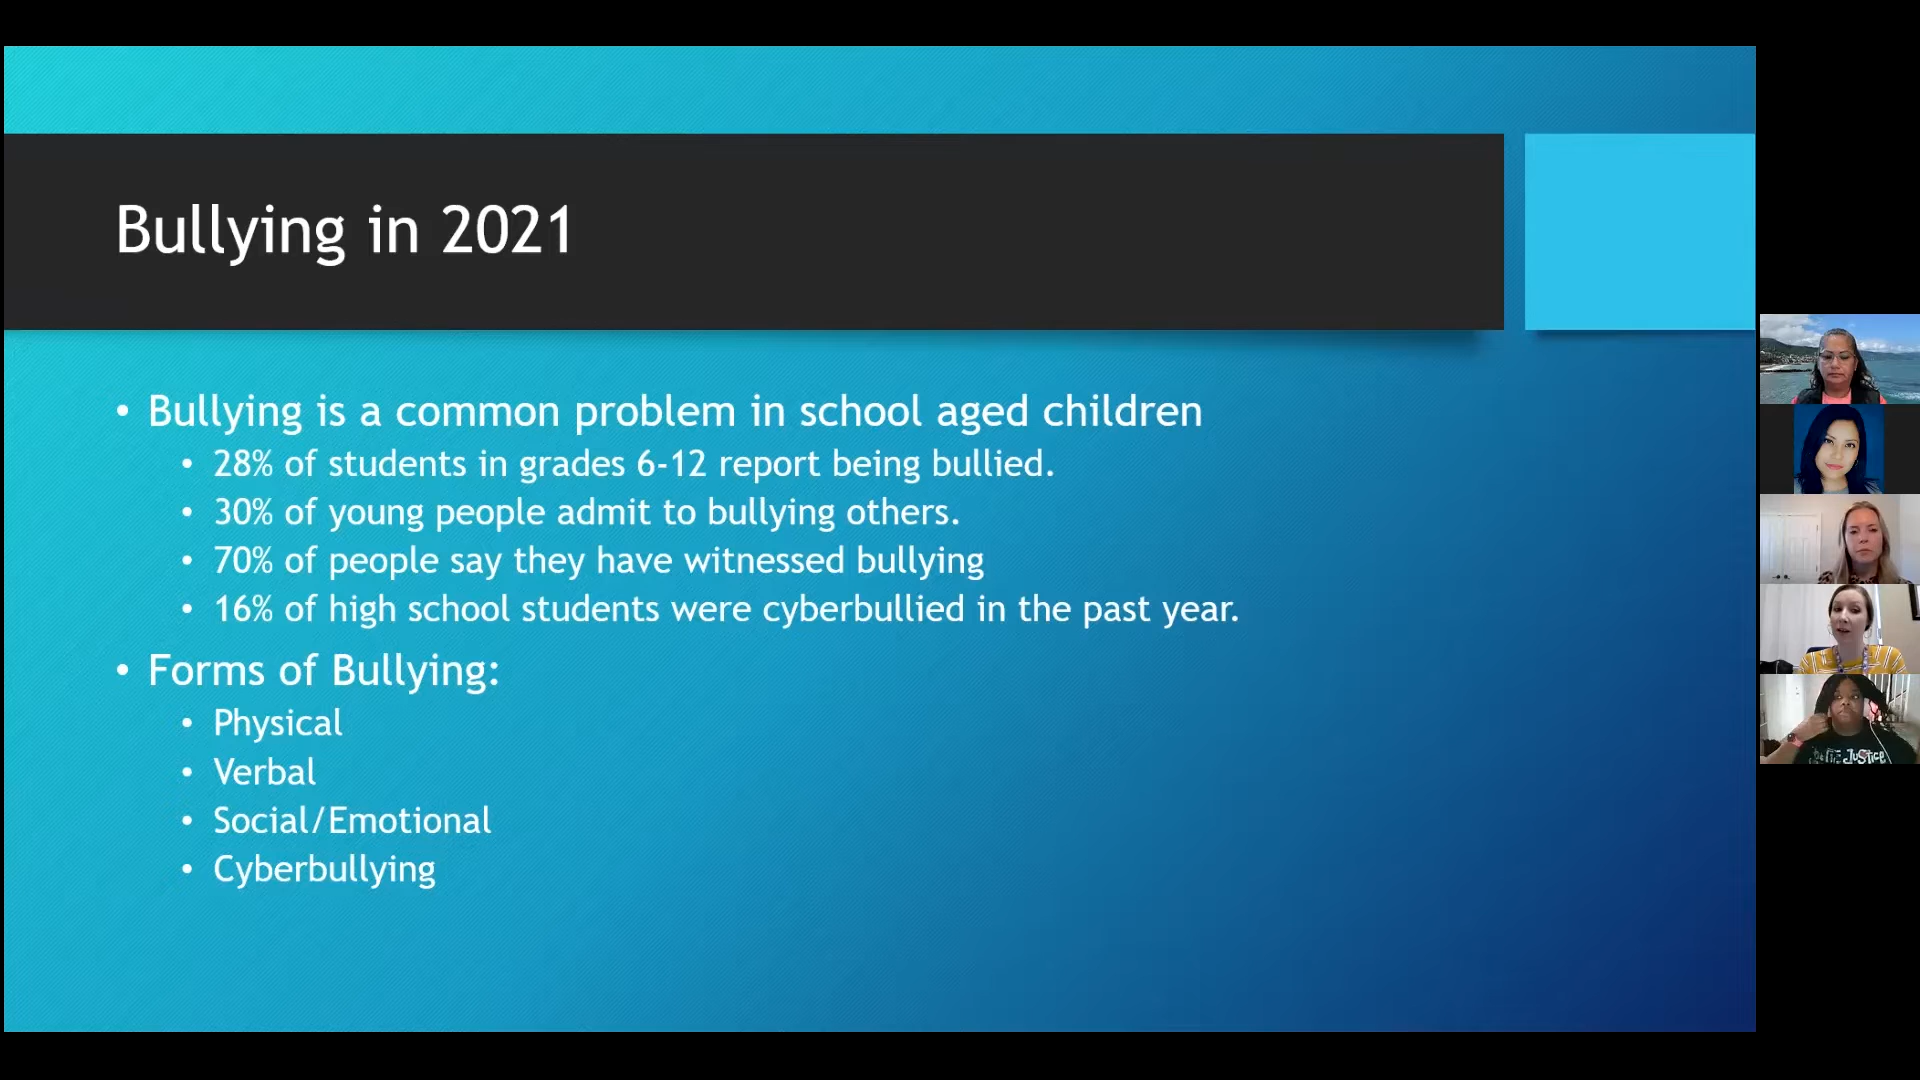 Bullying in 2021
• Bullying is a common problem in school aged children
• 28% of students in grades 6-12 report being bullied.
• 30% of young people admit to bullying others.
• 70% of people say they have witnessed bullying
• 16% of high school students were cyberbullied in the past year.
• Forms of Bullying:
• Physical
• Verbal
• Social/Emotional
• Cyberbullying
Justice